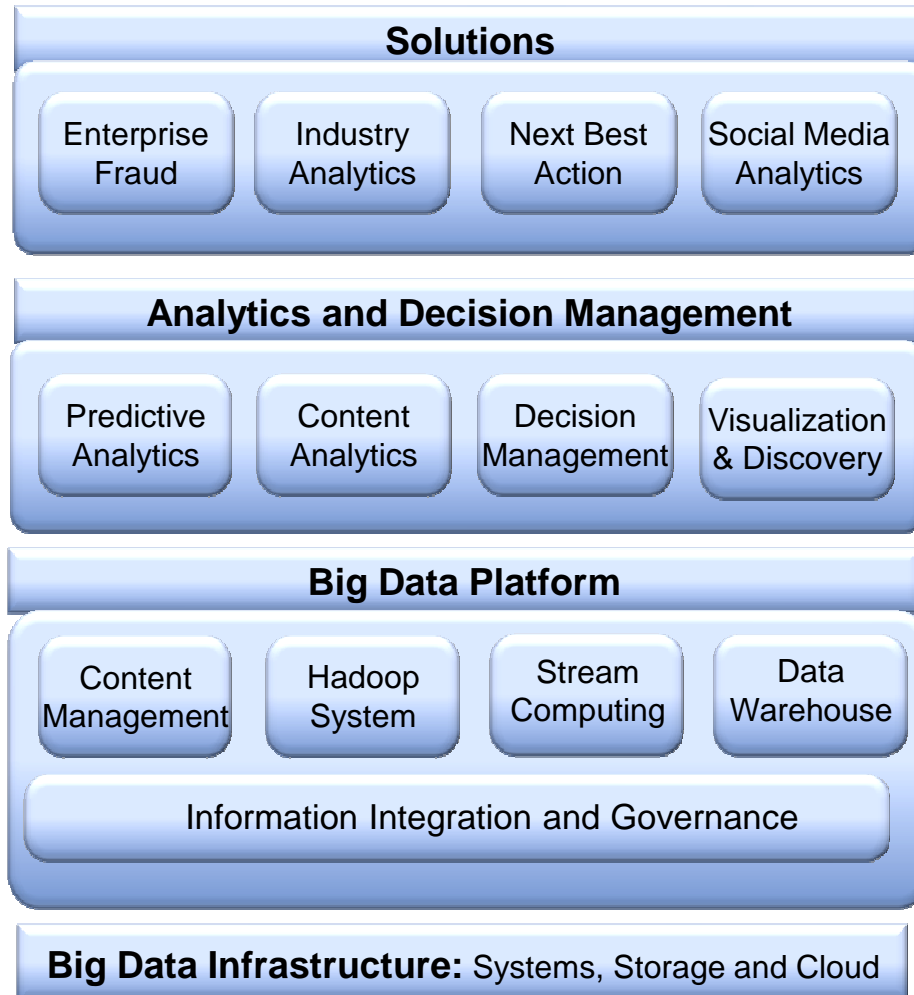 Solutions
Enterprise
Fraud
Industry
Analytics
Next Best
Action
Social Media
Analytics
Analytics and Decision Management
Predictive
Analytics
Content
Analytics
Decision
Management
Visualization
& Discovery
Big Data Platform
Content
Management
Hadoop
System
Stream
Computing
Data
Warehouse
Information Integration and Governance
Big Data Infrastructure: Systems, Storage and Cloud